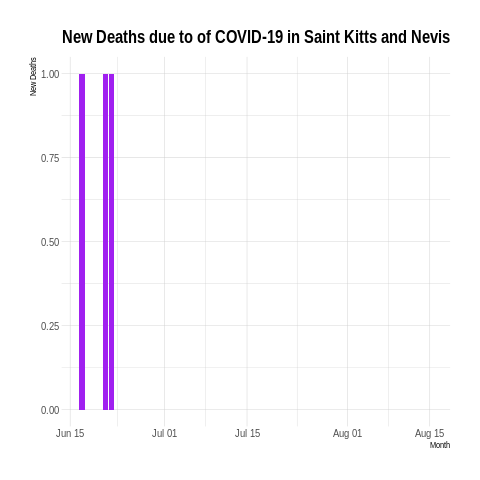 New Deaths due to of COVID-19 in Saint Kitts and Nevis
New Deaths
1.00
0.75
0.50
0.25
0.00
Jun 15 Jul 01 Jul 15 Aug 01 Aug 15
Month